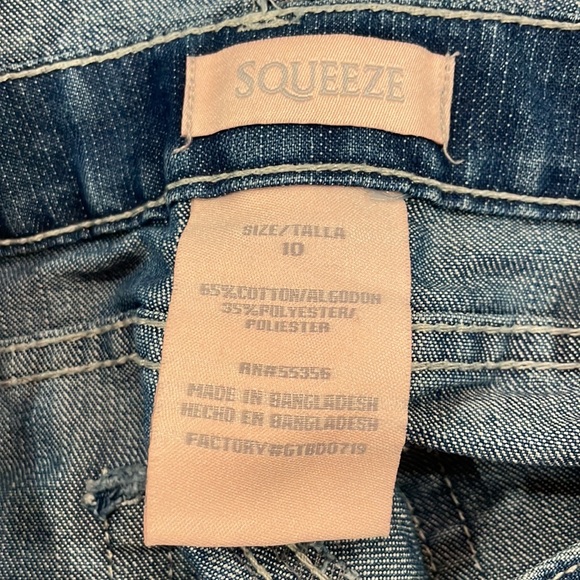 SQUEEZE
SIZE/TALLA
10
65%COTTON/ALGODON
35%POLYESTER/
POLIESTER
RN#55356
MADE IN BANGLADESH
HECHO EN BANGLADESH
FACTORY#GTBD0719